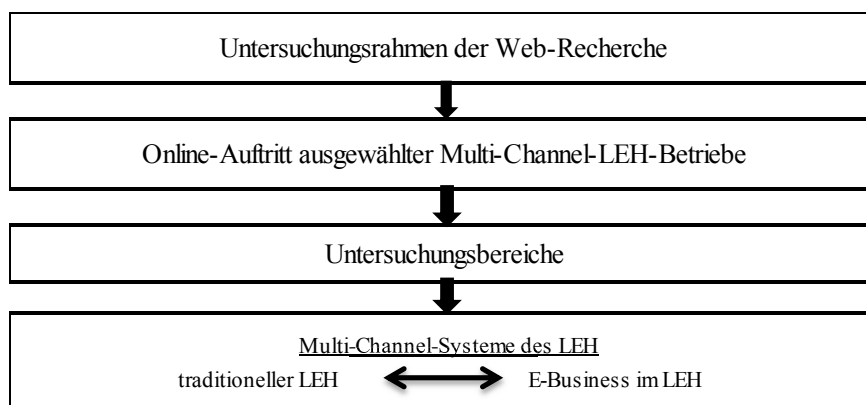 Untersuchungsrahmen der Web-Recherche
Online-Auftritt ausgewählter Multi-Channel-LEH-Betriebe
Untersuchungsbereiche
Multi-Channel-Systeme des LEH
traditioneller LEH E-Business im LEH